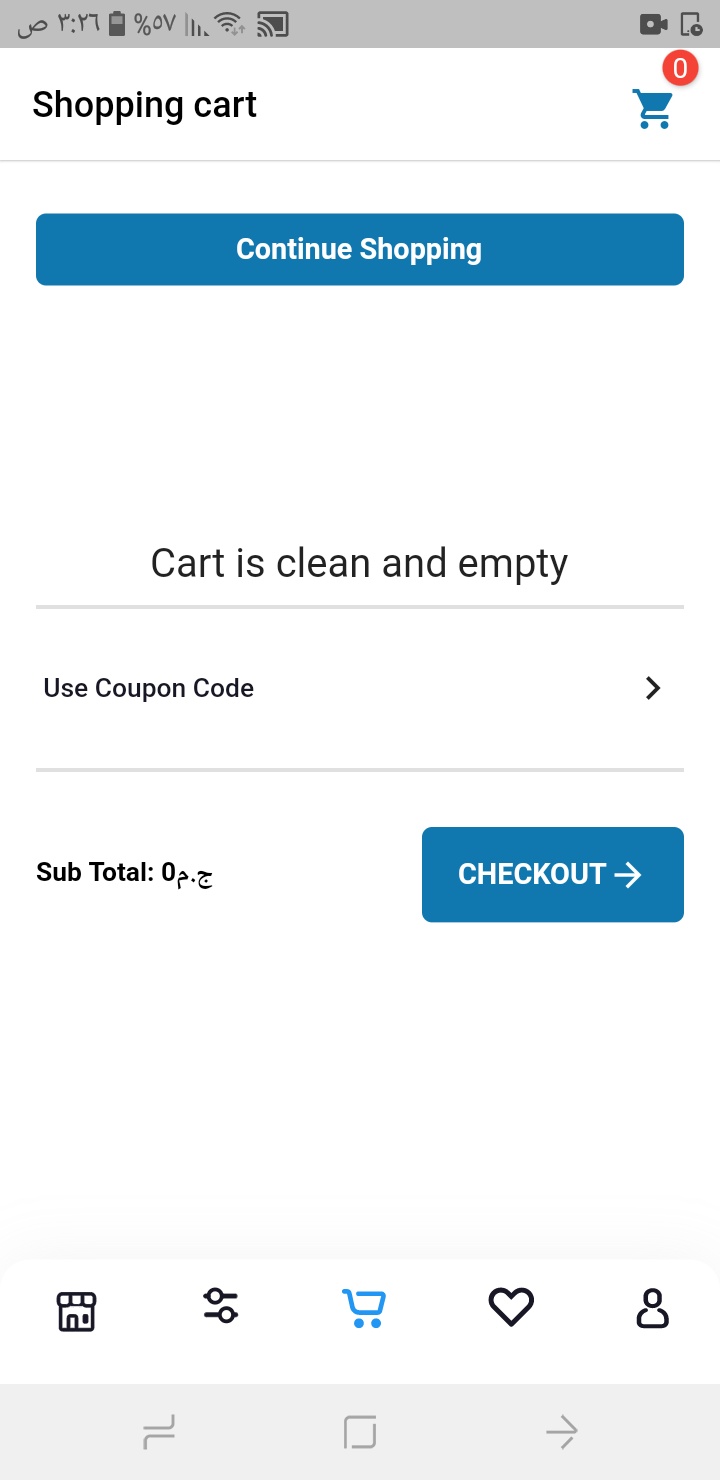 ص ٣:٢٦ %٥٧
0
Shopping cart
Continue Shopping
Cart is clean and empty
Use Coupon Code
Sub Total: 0ج.م
CHECKOUT